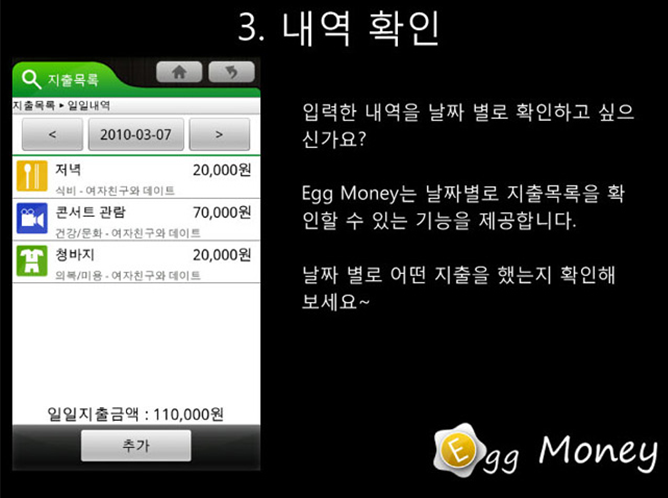 3. 내역 확인
지출목록
지출목록 ▸ 일일내역
< 2010-03-07 >
저녁 20,000원
식비 - 여자친구와 데이트
콘서트 관람 70,000원
건강/문화 - 여자친구와 데이트
청바지 20,000원
의복/미용 - 여자친구와 데이트
일일지출금액 : 110,000원
추가
입력한 내역을 날짜 별로 확인하고 싶으
신가요?
Egg Money는 날짜별로 지출목록을 확
인할 수 있는 기능을 제공합니다.
날짜 별로 어떤 지출을 했는지 확인해
보세요~
Egg Money